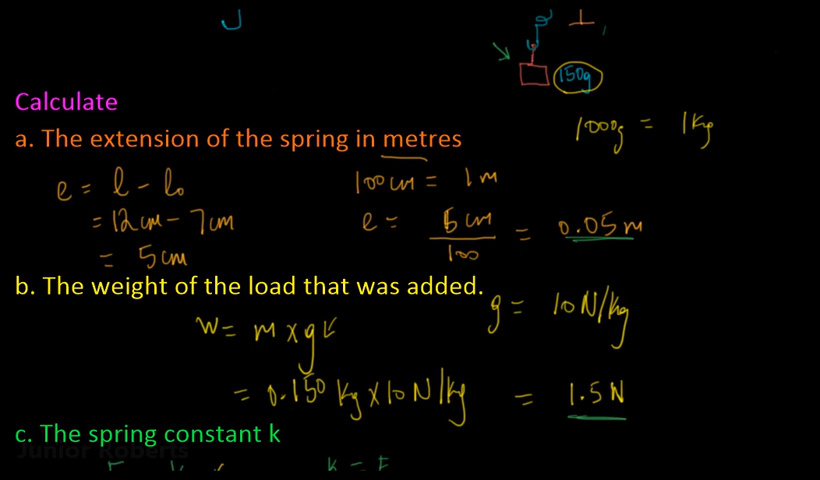 150g
Calculate
1000g = 1kg
a. The extension of the spring in metres
e = l - l₀
100cm = 1m
= 12cm - 7cm
e = 5cm/100 = 0.05m
= 5cm
b. The weight of the load that was added.
g = 10N/kg
W = m x g
= 0.150 kg x 10N/kg = 1.5N
c. The spring constant k
Junior Roberts
k = F